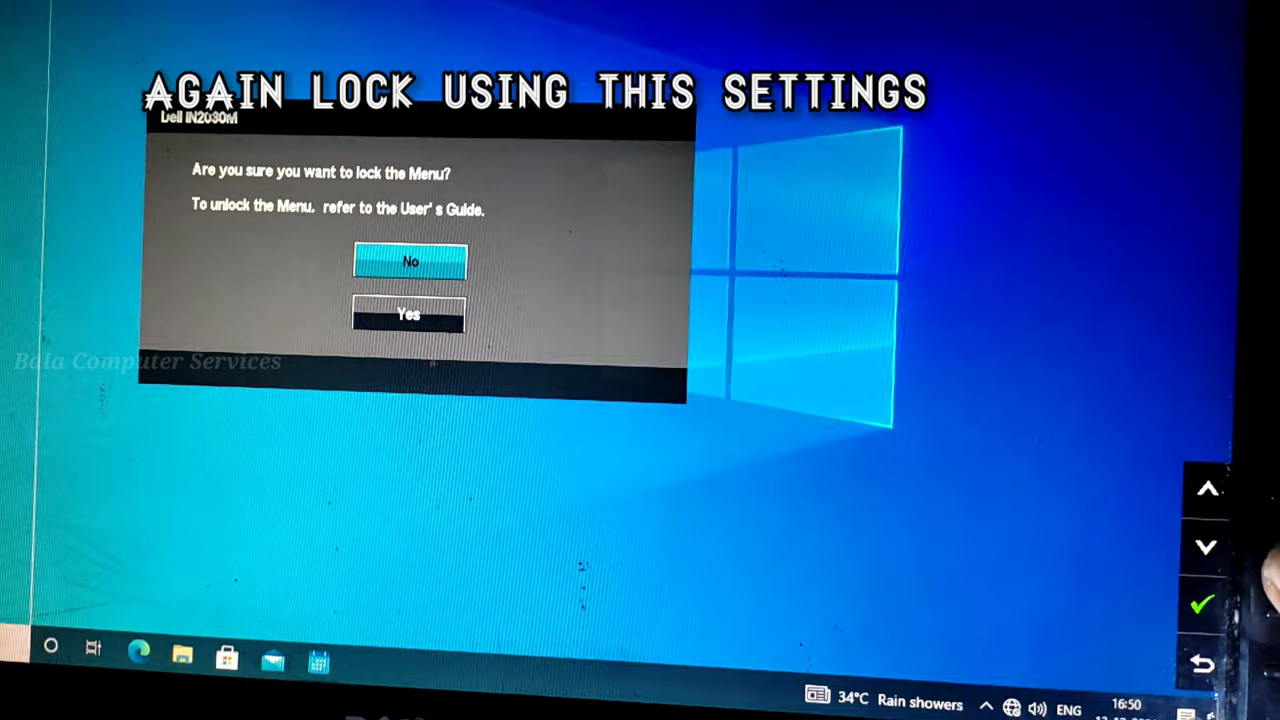 AGAIN LOCK USING THIS SETTINGS
Dell IN2030M
Are you sure you want to lock the Menu?
To unlock the Menu, refer to the User's Guide.
No
Yes
Bala Computer Services
34°C Rain showers
ENG
16:50